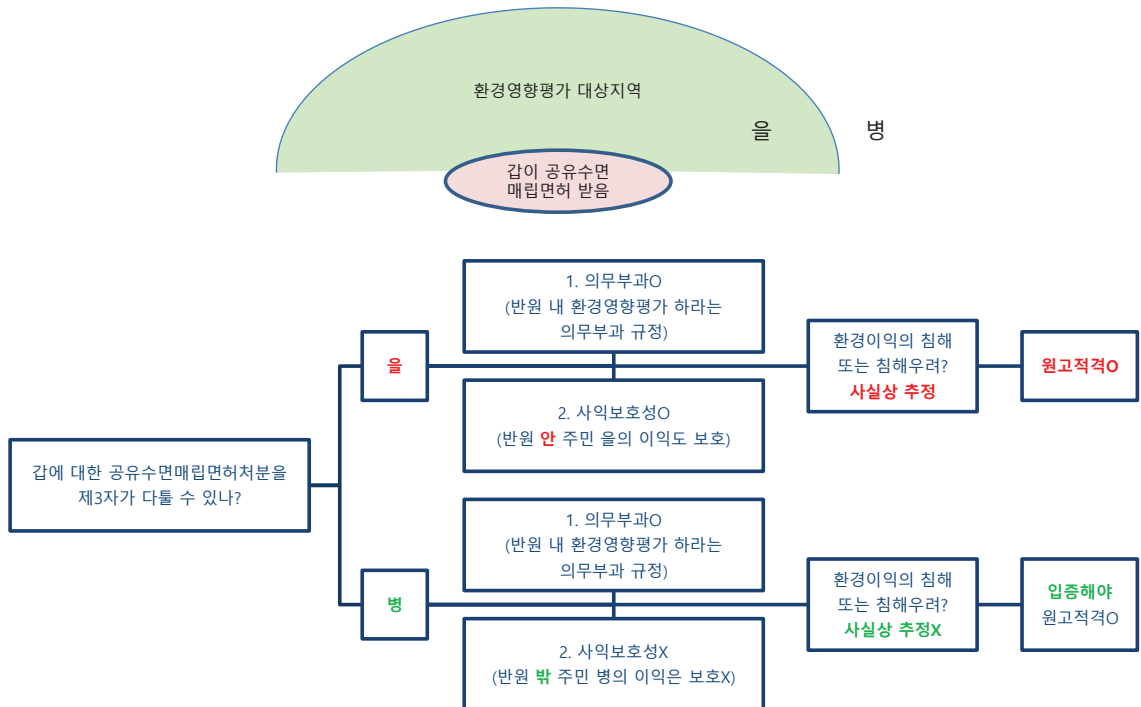 환경영향평가 대상지역
을
병
갑이 공유수면
매립면허 받음
갑에 대한 공유수면매립면허처분을
제3자가 다툴 수 있나?
을
1. 의무부과O
(반원 내 환경영향평가 하라는
의무부과 규정)
2. 사익보호성O
(반원 안 주민 을의 이익도 보호)
환경이익의 침해
또는 침해우려?
사실상 추정
원고적격O
병
1. 의무부과O
(반원 내 환경영향평가 하라는
의무부과 규정)
2. 사익보호성X
(반원 밖 주민 병의 이익은 보호X)
환경이익의 침해
또는 침해우려?
사실상 추정X
입증해야
원고적격O